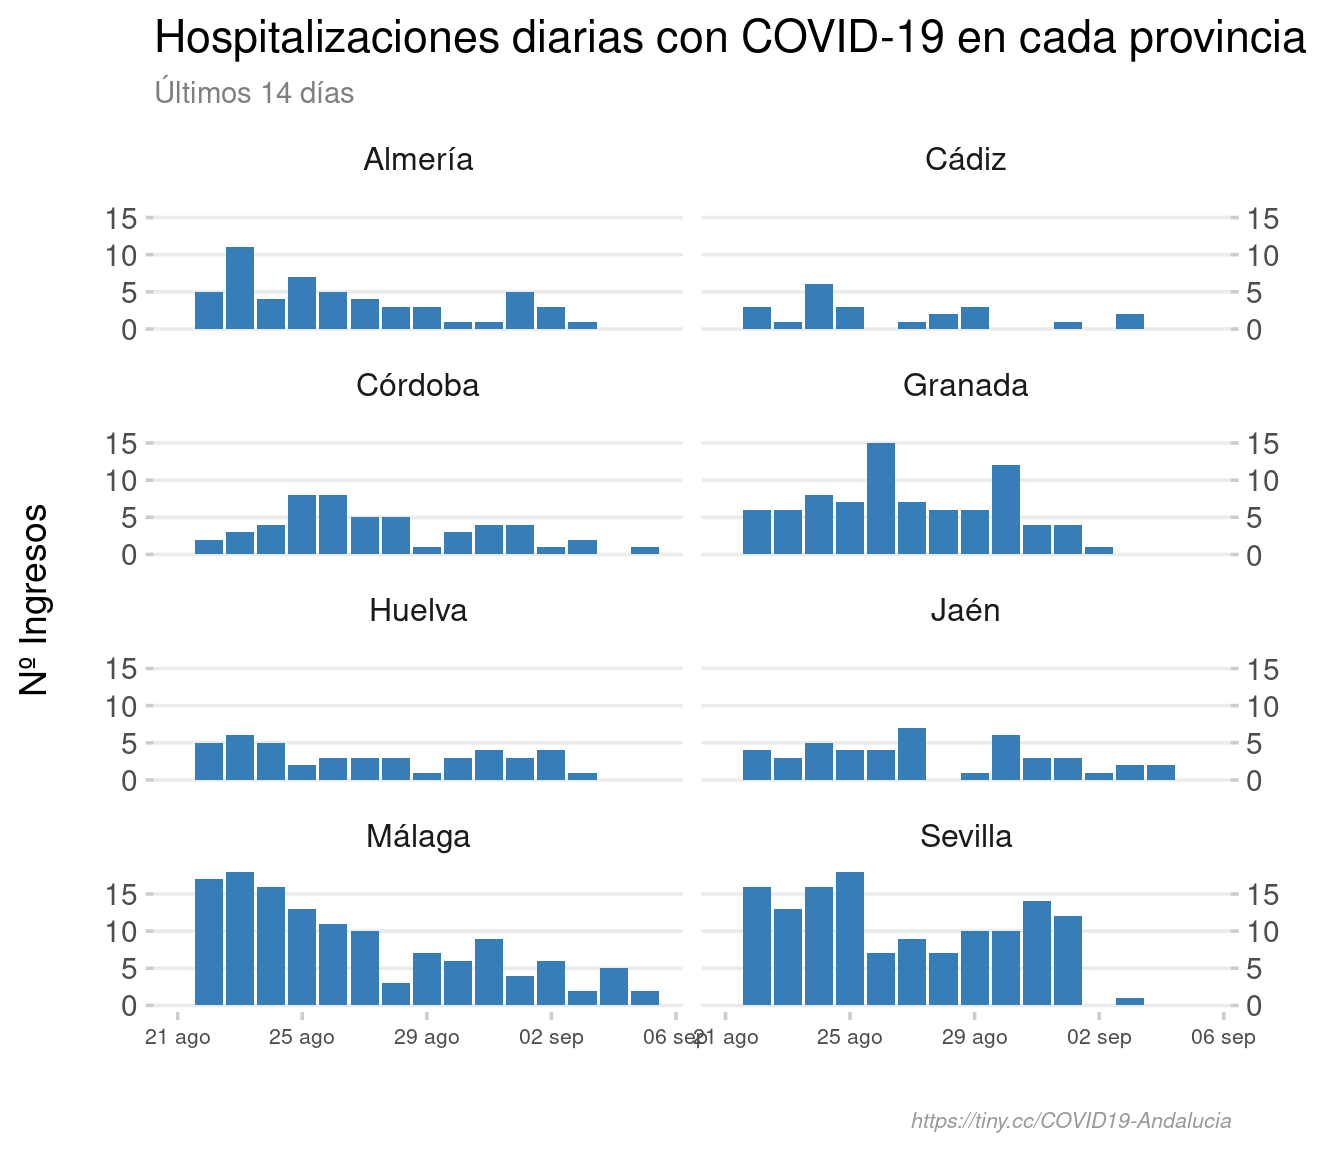 Hospitalizaciones diarias con COVID-19 en cada provincia
Últimos 14 días
Almería
Cádiz
15
10
5
0
15
10
5
0
Córdoba
Granada
15
10
5
0
15
10
5
0
Nº Ingresos
Huelva
Jaén
15
10
5
0
15
10
5
0
Málaga
Sevilla
15
10
5
0
15
10
5
0
21 ago 25 ago 29 ago 02 sep 06 sep
21 ago 25 ago 29 ago 02 sep 06 sep
https://tiny.cc/COVID19-Andalucia